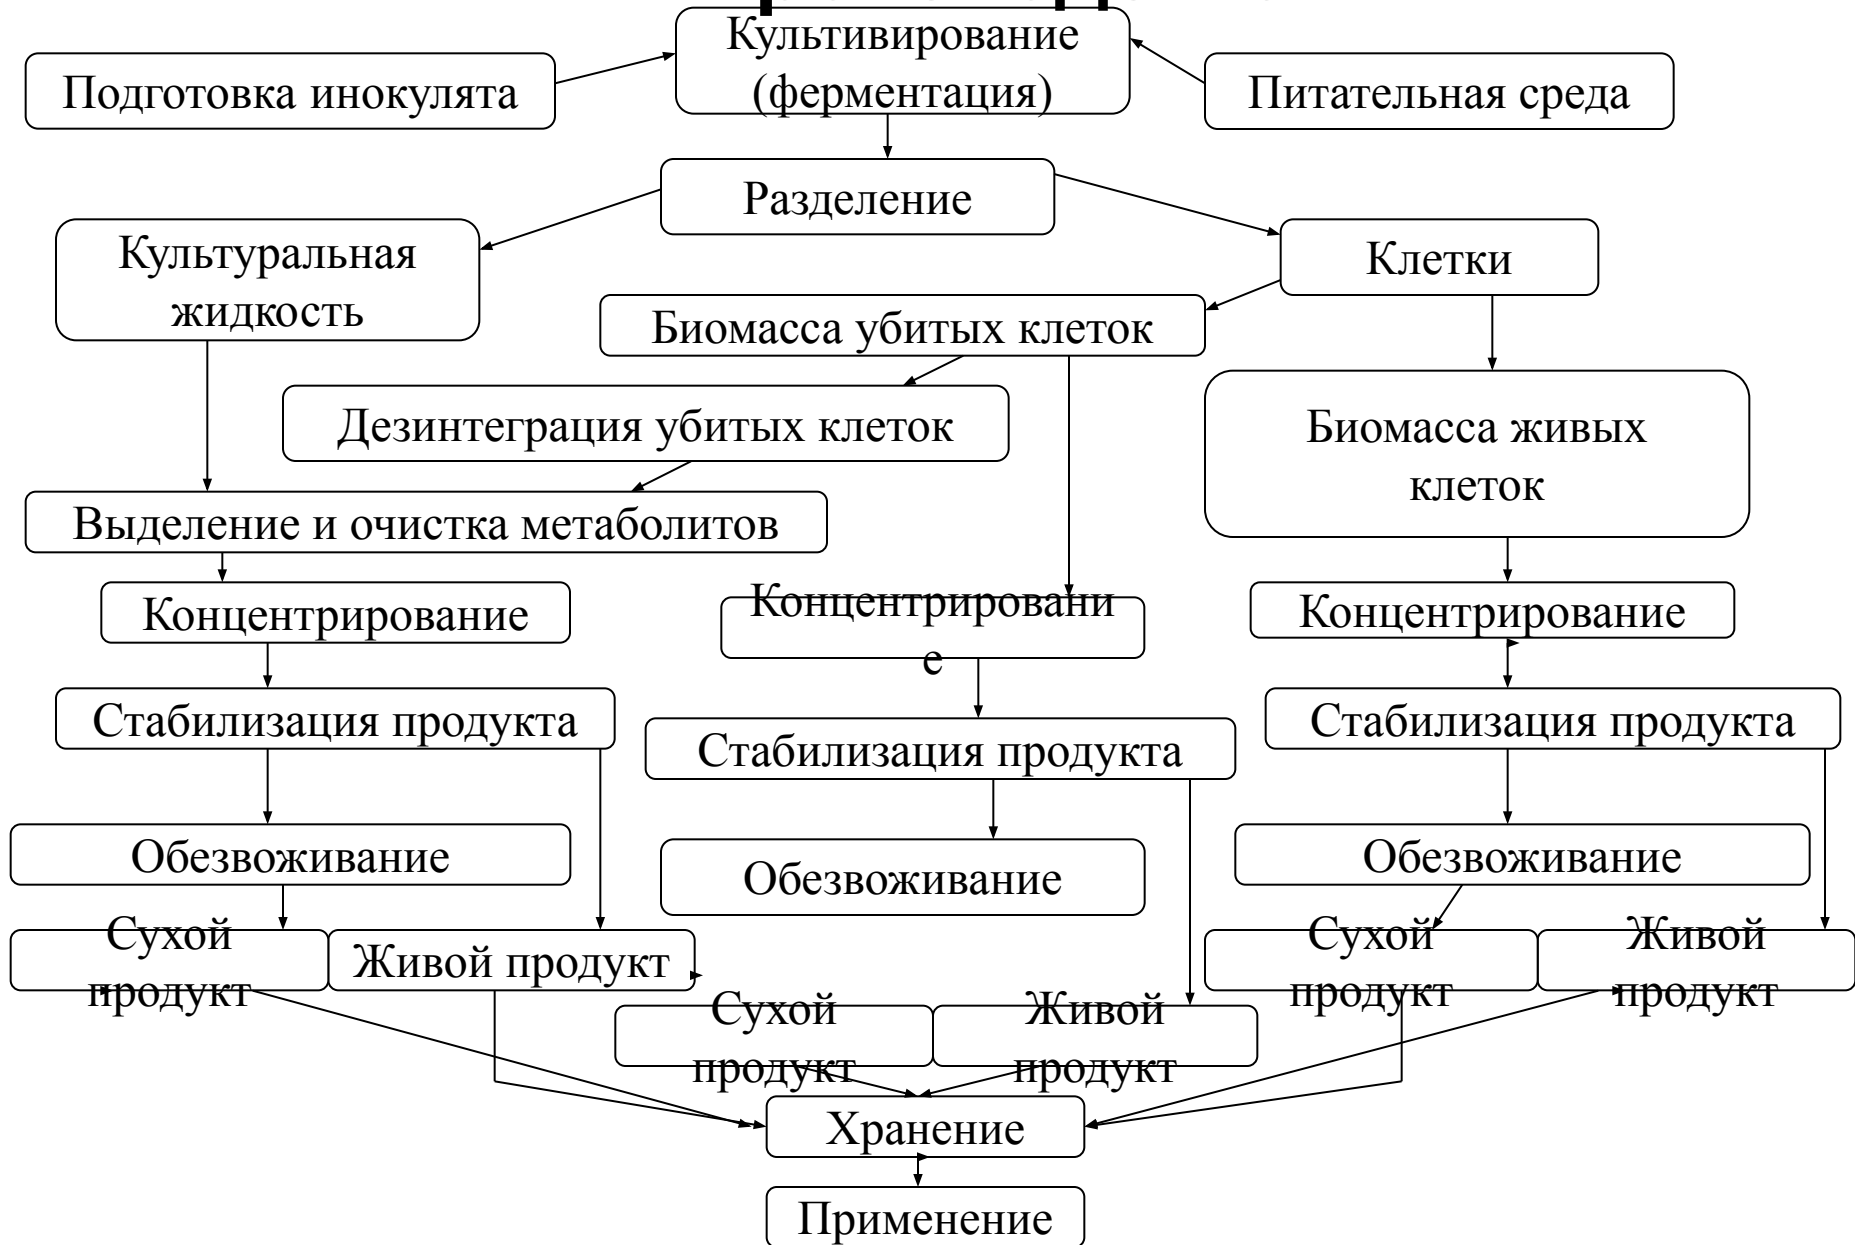 Культивирование
(ферментация)
Подготовка инокулята
Питательная среда
Разделение
Культуральная
жидкость
Клетки
Биомасса убитых клеток
Дезинтеграция убитых клеток
Биомасса живых
клеток
Выделение и очистка метаболитов
Концентрирование
Концентрировани
е
Концентрирование
Стабилизация продукта
Стабилизация продукта
Стабилизация продукта
Обезвоживание
Обезвоживание
Обезвоживание
Сухой
продукт
Живой продукт
Сухой
продукт
Живой
продукт
Сухой
продукт
Живой
продукт
Хранение
Применение